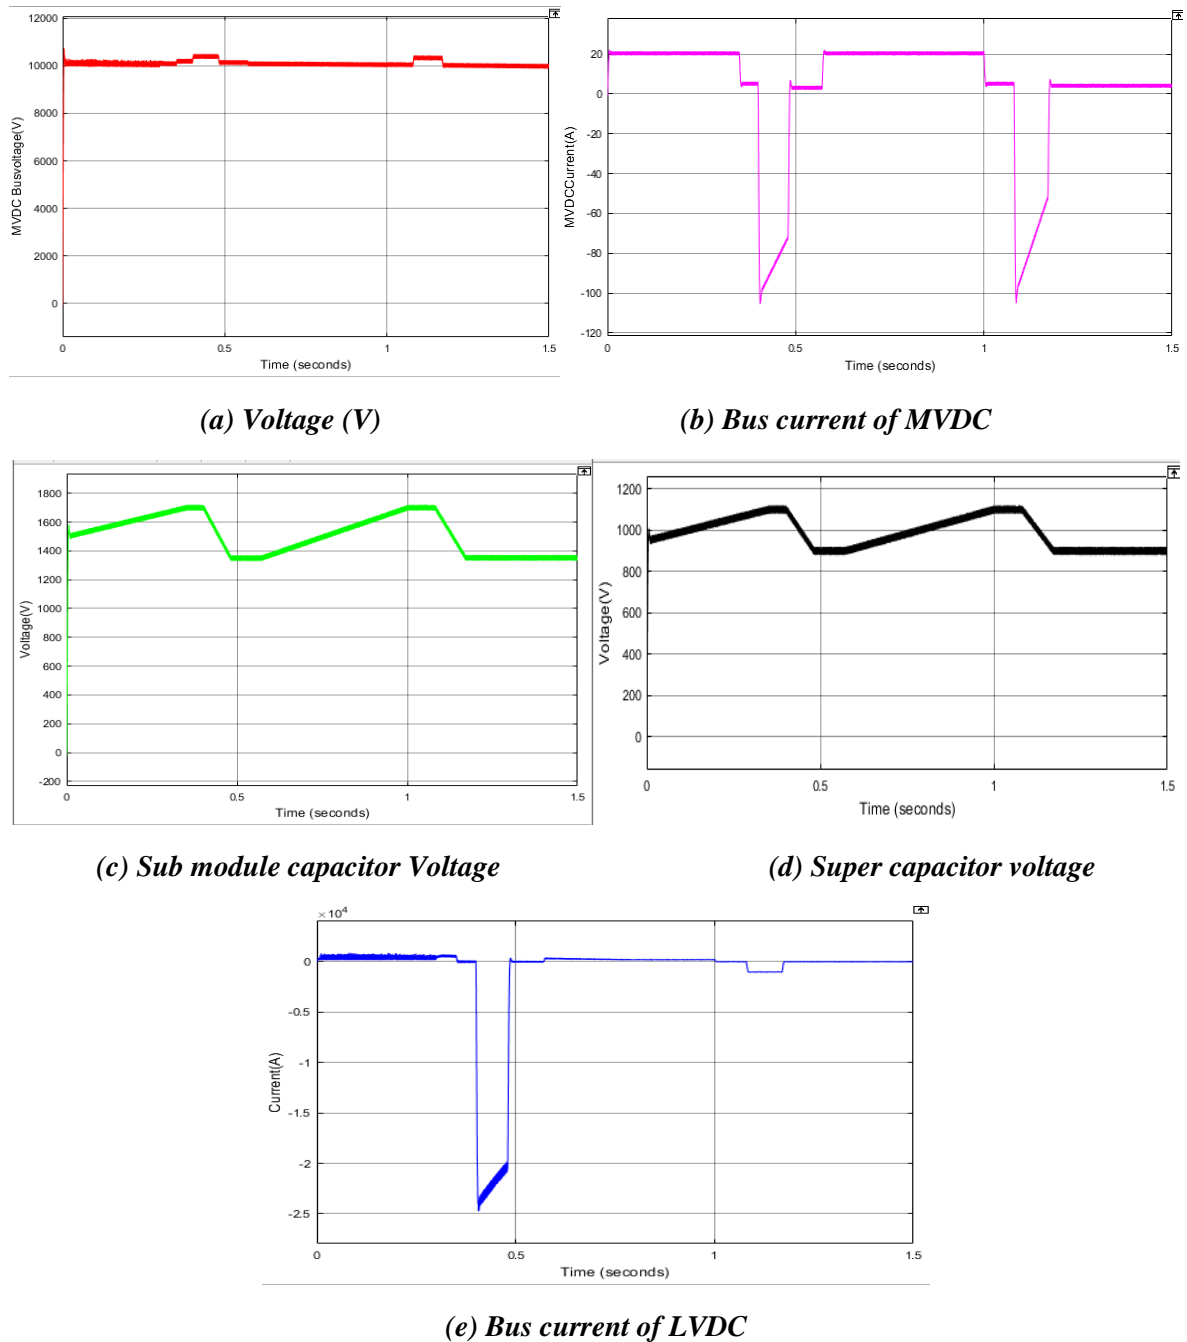 12000
10000
8000
6000
4000
2000
0
MVDC Busvoltage(V)
0 0.5 1 1.5
Time (seconds)
20
0
-20
-40
-60
-80
-100
-120
MVDCCurrent(A)
0 0.5 1 1.5
Time (seconds)
(a) Voltage (V)
(b) Bus current of MVDC
1800
1600
1400
1200
1000
800
600
400
200
0
-200
Voltage(V)
0 0.5 1 1.5
Time (seconds)
1200
1000
800
600
400
200
0
Voltage(V)
0 0.5 1 1.5
Time (seconds)
(c) Sub module capacitor Voltage
(d) Super capacitor voltage
×10⁴
0
-0.5
-1
-1.5
-2
-2.5
Current(A)
0 0.5 1 1.5
Time (seconds)
(e) Bus current of LVDC